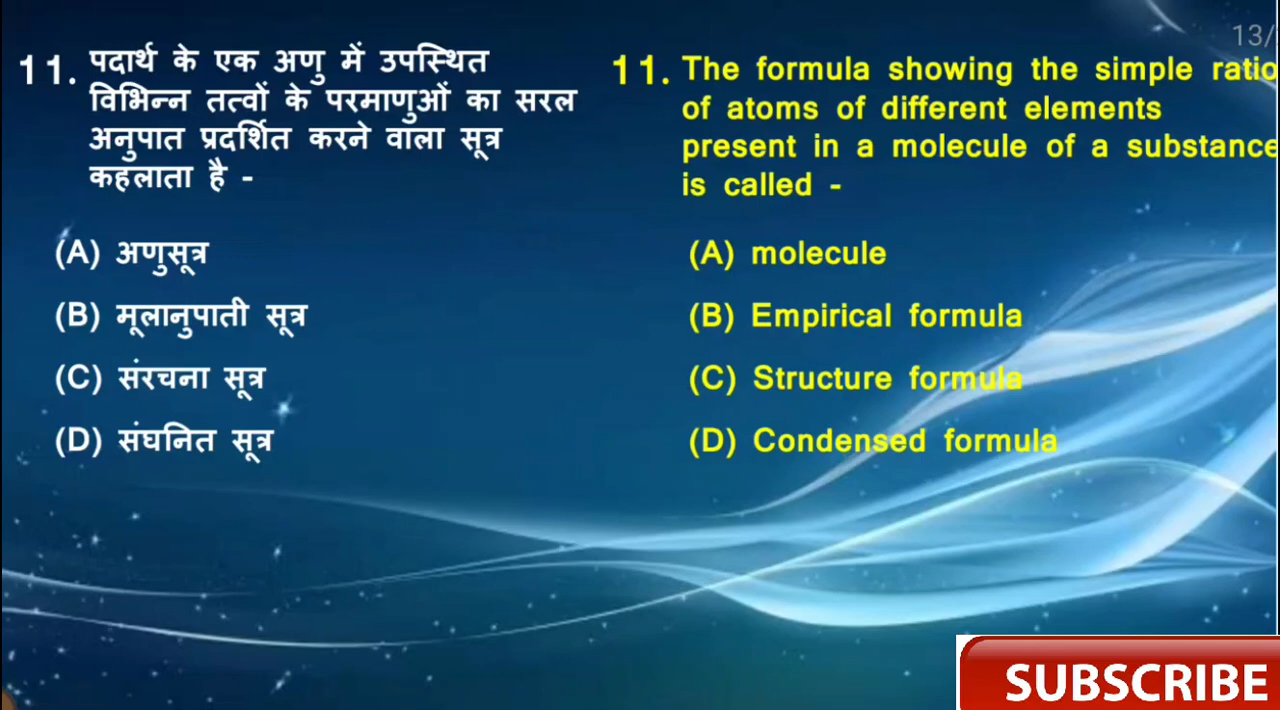 13/
11. पदार्थ के एक अणु में उपस्थित
विभिन्न तत्वों के परमाणुओं का सरल
अनुपात प्रदर्शित करने वाला सूत्र
कहलाता है -
(A) अणुसूत्र
(B) मूलानुपाती सूत्र
(C) संरचना सूत्र
(D) संघनित सूत्र
11. The formula showing the simple ratio
of atoms of different elements
present in a molecule of a substance
is called -
(A) molecule
(B) Empirical formula
(C) Structure formula
(D) Condensed formula
SUBSCRIBE